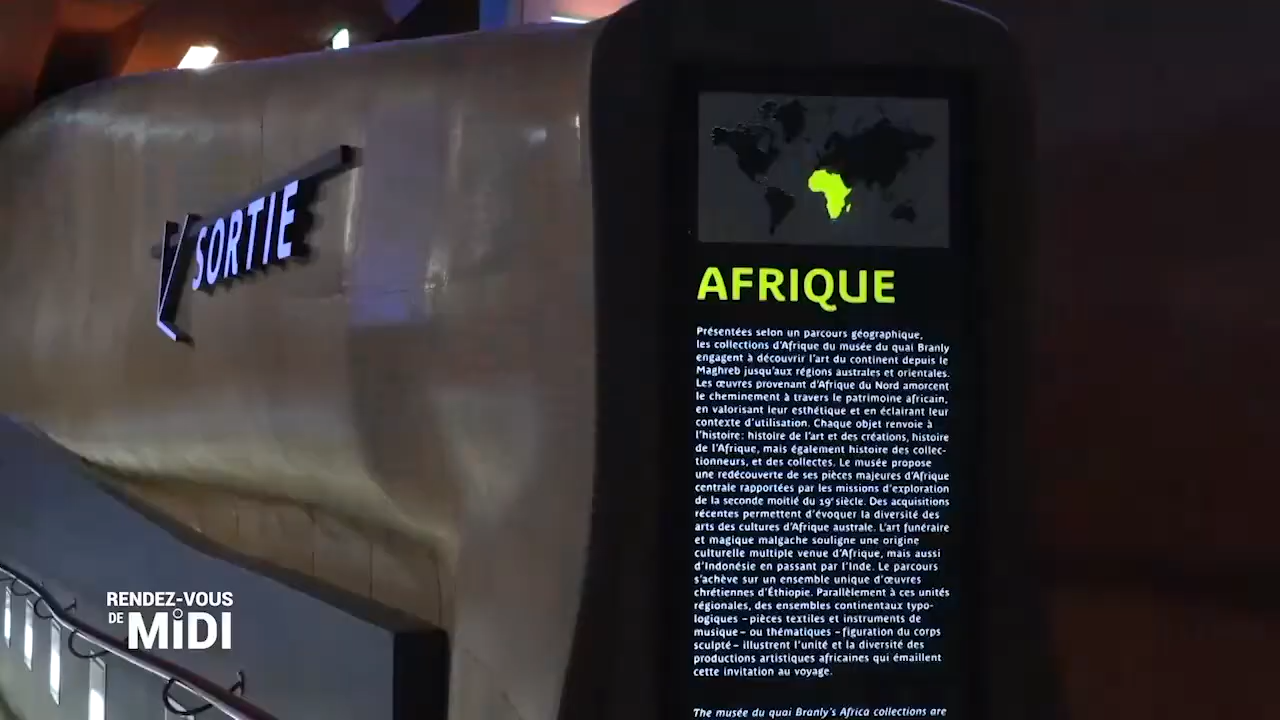 SORTIE
AFRIQUE
Présentées selon un parcours géographique,
les collections d'Afrique du musée du quai Branly
engagent à découvrir l'art du continent depuis le
Maghreb jusqu'aux régions australes et orientales.
Les œuvres provenant d'Afrique du Nord amorcent
le cheminement à travers le patrimoine africain,
en valorisant leur esthétique et en éclairant leur
contexte d'utilisation. Chaque objet renvoie à
l'histoire : histoire de l'art et des créations, histoire
de l'Afrique, mais également histoire des collec-
tionneurs, et des collectes. Le musée propose
une redécouverte de ses pièces majeures d'Afrique
centrale rapportées par les missions d'exploration
de la seconde moitié du 19e siècle. Des acquisitions
récentes permettent d'évoquer la diversité des
arts des cultures d'Afrique australe. L'art funéraire
et magique malgache souligne une origine
culturelle multiple venue d'Afrique, mais aussi
d'Indonésie en passant par l'Inde. Le parcours
s'achève sur un ensemble unique d'œuvres
chrétiennes d'Éthiopie. Parallèlement à ces unités
régionales, des ensembles continentaux typo-
logiques – pièces textiles et instruments de
musique – ou thématiques – figuration du corps
sculpté – illustrent l'unité et la diversité des
productions artistiques africaines qui émaillent
cette invitation au voyage.
The musée du quai Branly's Africa collections are
RENDEZ-VOUS
DE MiDI